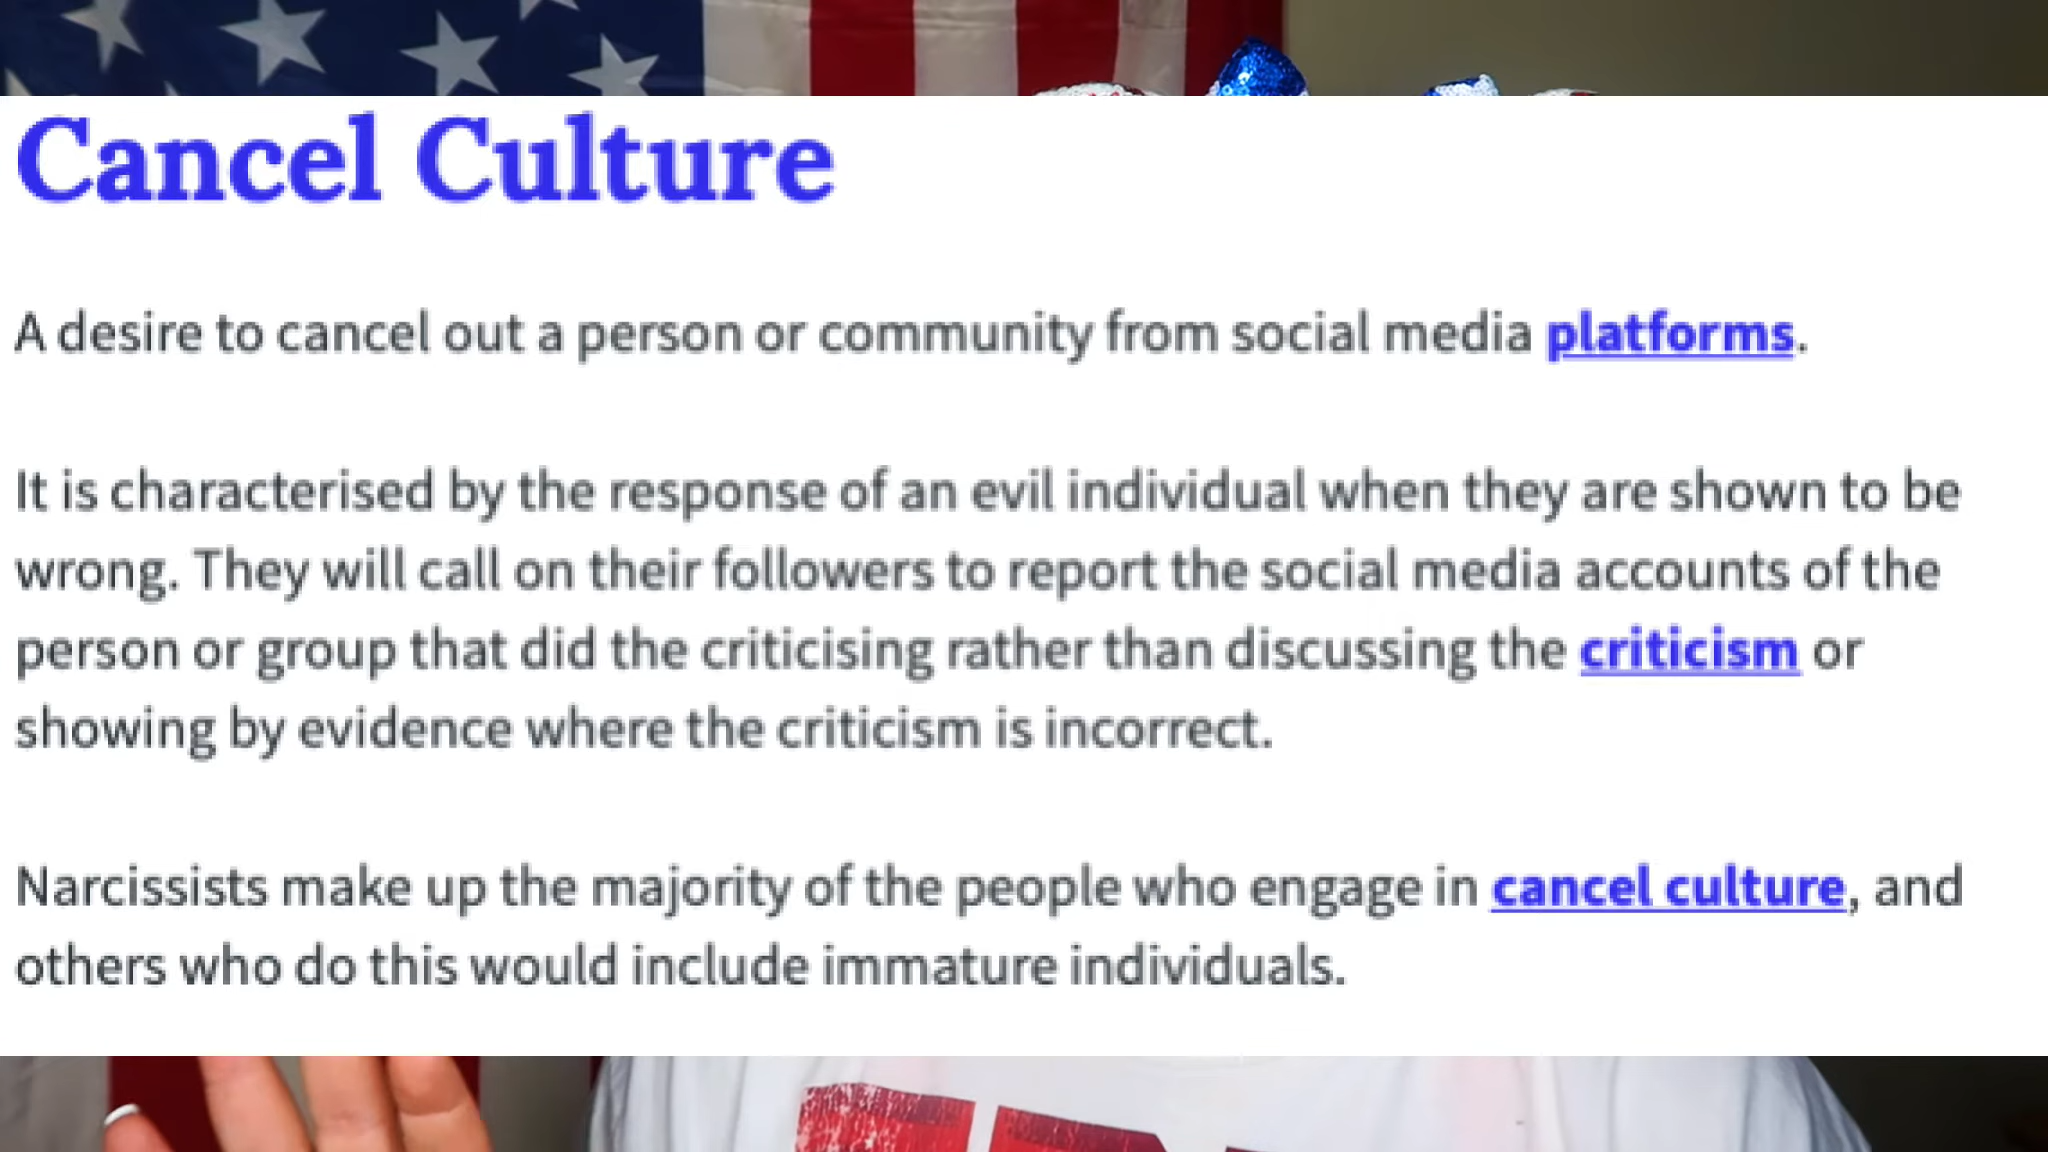 Cancel Culture
A desire to cancel out a person or community from social media platforms.
It is characterised by the response of an evil individual when they are shown to be
wrong. They will call on their followers to report the social media accounts of the
person or group that did the criticising rather than discussing the criticism or
showing by evidence where the criticism is incorrect.
Narcissists make up the majority of the people who engage in cancel culture, and
others who do this would include immature individuals.